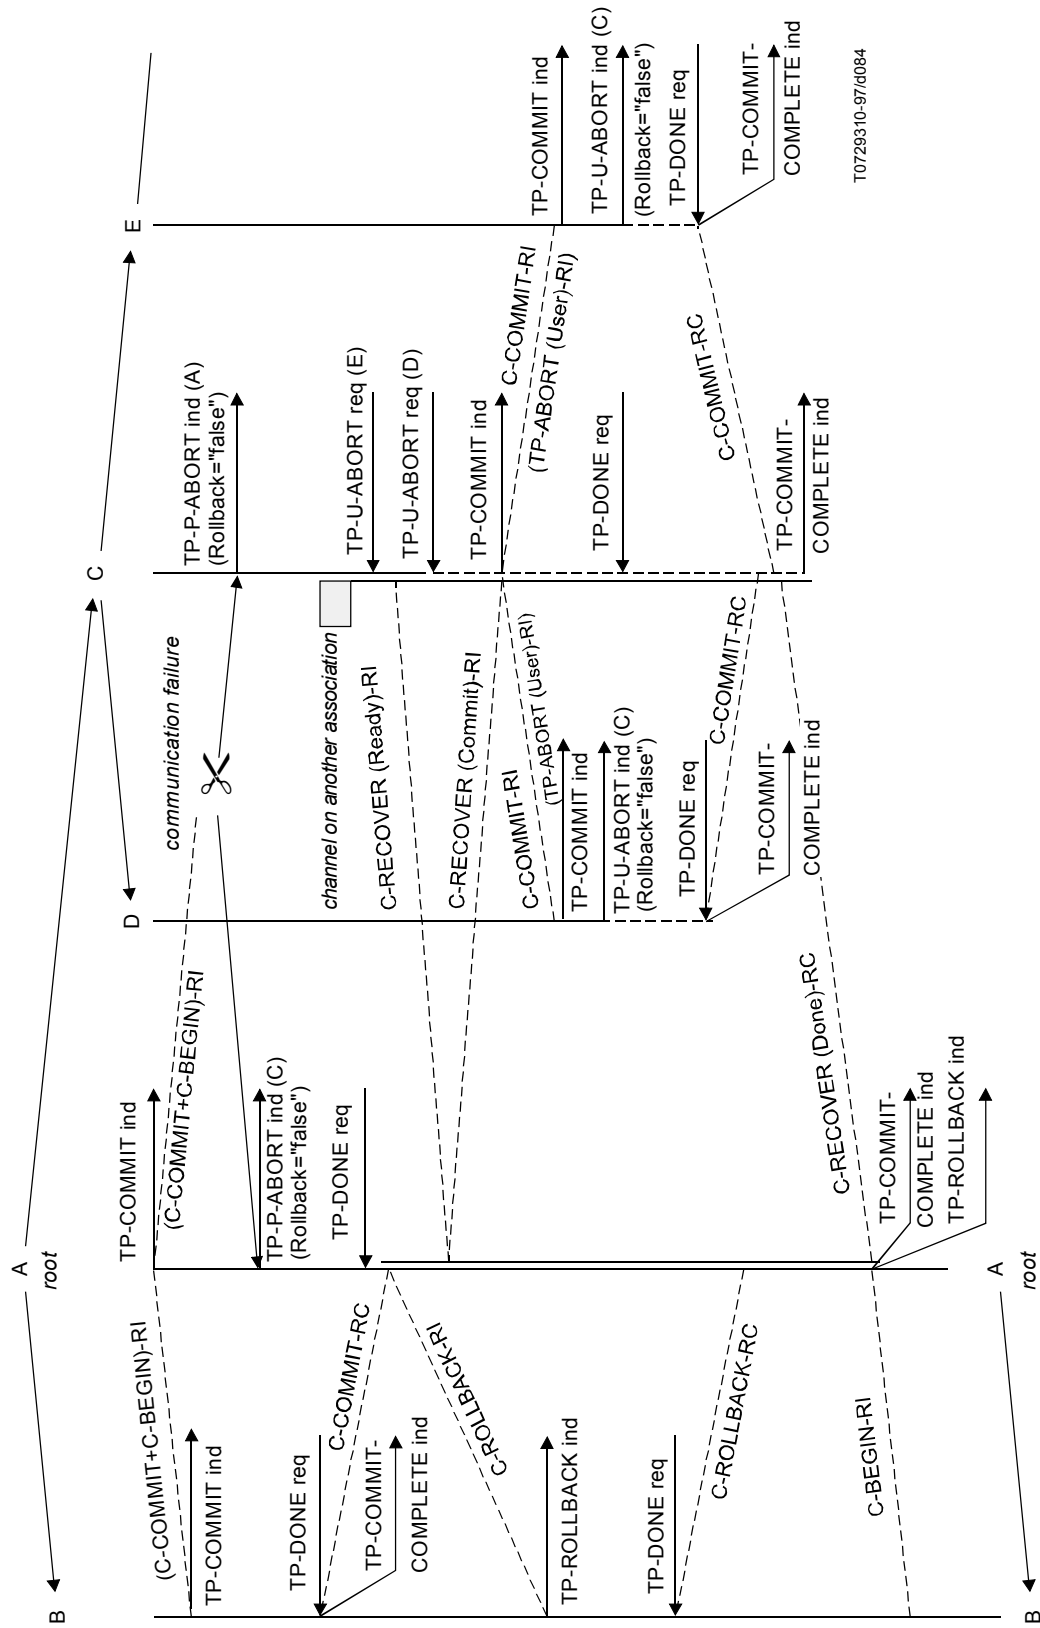 A
root
B
C
D
E
TP-COMMIT ind
(C-COMMIT+C-BEGIN)-RI
(C-COMMIT+C-BEGIN)-RI
communication failure
TP-P-ABORT ind (A)
(Rollback="false")
TP-COMMIT ind
TP-P-ABORT ind (C)
(Rollback="false")
channel on another association
TP-DONE req
TP-DONE req
TP-U-ABORT req (E)
C-COMMIT-RC
C-RECOVER (Ready)-RI
TP-U-ABORT req (D)
TP-COMMIT-
COMPLETE ind
C-ROLLBACK-RI
C-RECOVER (Commit)-RI
TP-COMMIT ind
C-COMMIT-RI
(TP-ABORT (User)-RI)
C-COMMIT-RI
(TP-ABORT (User)-RI)
TP-COMMIT ind
TP-COMMIT ind
TP-U-ABORT ind (C)
(Rollback="false")
TP-U-ABORT ind (C)
(Rollback="false")
TP-ROLLBACK ind
TP-DONE req
TP-DONE req
TP-DONE req
TP-DONE req
C-ROLLBACK-RC
C-COMMIT-RC
C-COMMIT-RC
TP-COMMIT-
COMPLETE ind
TP-COMMIT-
COMPLETE ind
TP-COMMIT-
COMPLETE ind
C-RECOVER (Done)-RC
C-BEGIN-RI
TP-COMMIT-
COMPLETE ind
TP-ROLLBACK ind
T0729310-97/d084
A
root
B